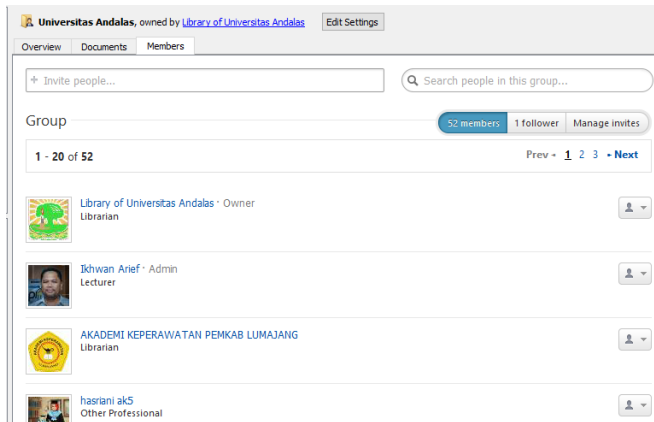 Universitas Andalas, owned by Library of Universitas Andalas Edit Settings
Overview Documents Members
+ Invite people...
Search people in this group...
Group
52 members 1 follower Manage invites
1 - 20 of 52
Prev 1 2 3 Next
Library of Universitas Andalas · Owner
Librarian
Ikhwan Arief · Admin
Lecturer
AKADEMI KEPERAWATAN PEMKAB LUMAJANG
Librarian
hasriani ak5
Other Professional